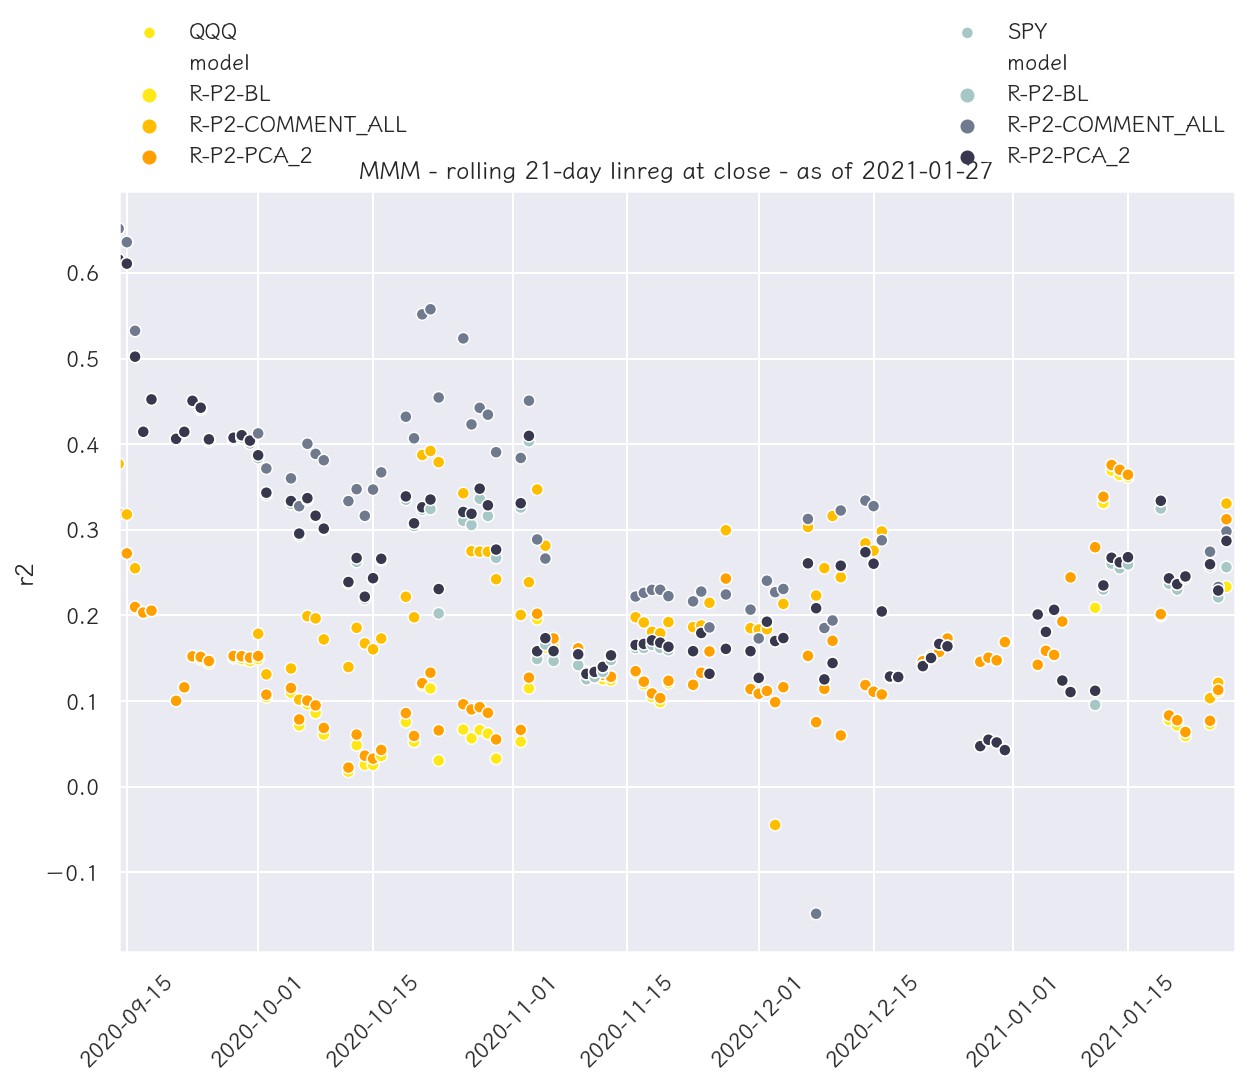 QQQ
model
R-P2-BL
R-P2-COMMENT_ALL
R-P2-PCA_2
SPY
model
R-P2-BL
R-P2-COMMENT_ALL
R-P2-PCA_2
MMM - rolling 21-day linreg at close - as of 2021-01-27
0.6
0.5
0.4
0.3
0.2
0.1
0.0
−0.1
r2
2020-09-15
2020-10-01
2020-10-15
2020-11-01
2020-11-15
2020-12-01
2020-12-15
2021-01-01
2021-01-15